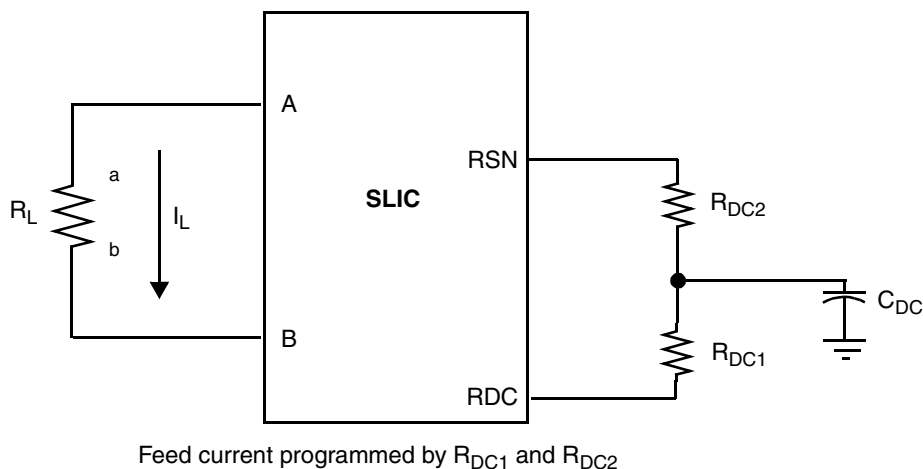 A
RSN
a
R_L
SLIC
R_DC2
I_L
b
C_DC
B
R_DC1
RDC
Feed current programmed by R_DC1 and R_DC2